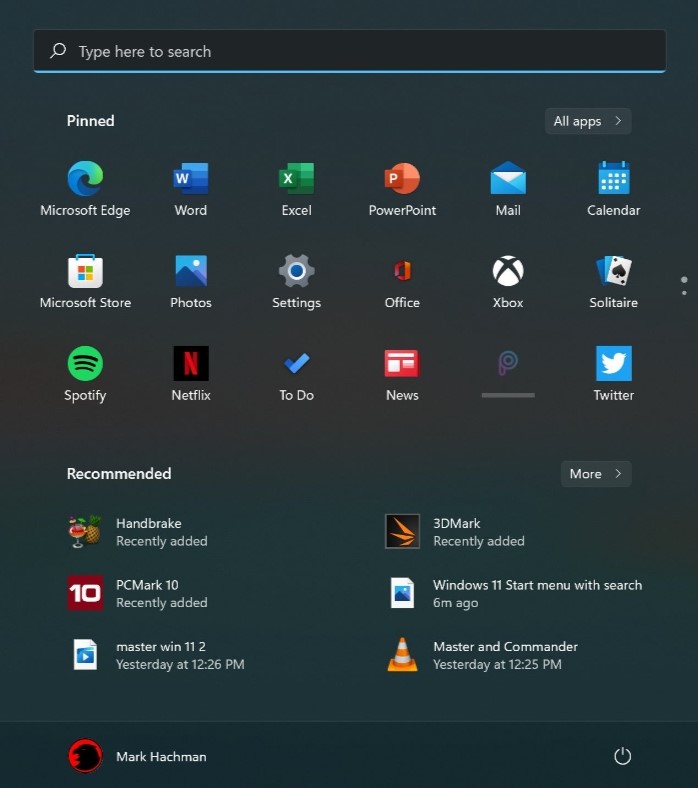 Type here to search
Pinned
All apps
Microsoft Edge
Word
Excel
PowerPoint
Mail
Calendar
Microsoft Store
Photos
Settings
Office
Xbox
Solitaire
Spotify
Netflix
To Do
News
Twitter
Recommended
More
Handbrake
Recently added
3DMark
Recently added
10
PCMark 10
Recently added
Windows 11 Start menu with search
6m ago
master win 11 2
Yesterday at 12:26 PM
Master and Commander
Yesterday at 12:25 PM
Mark Hachman